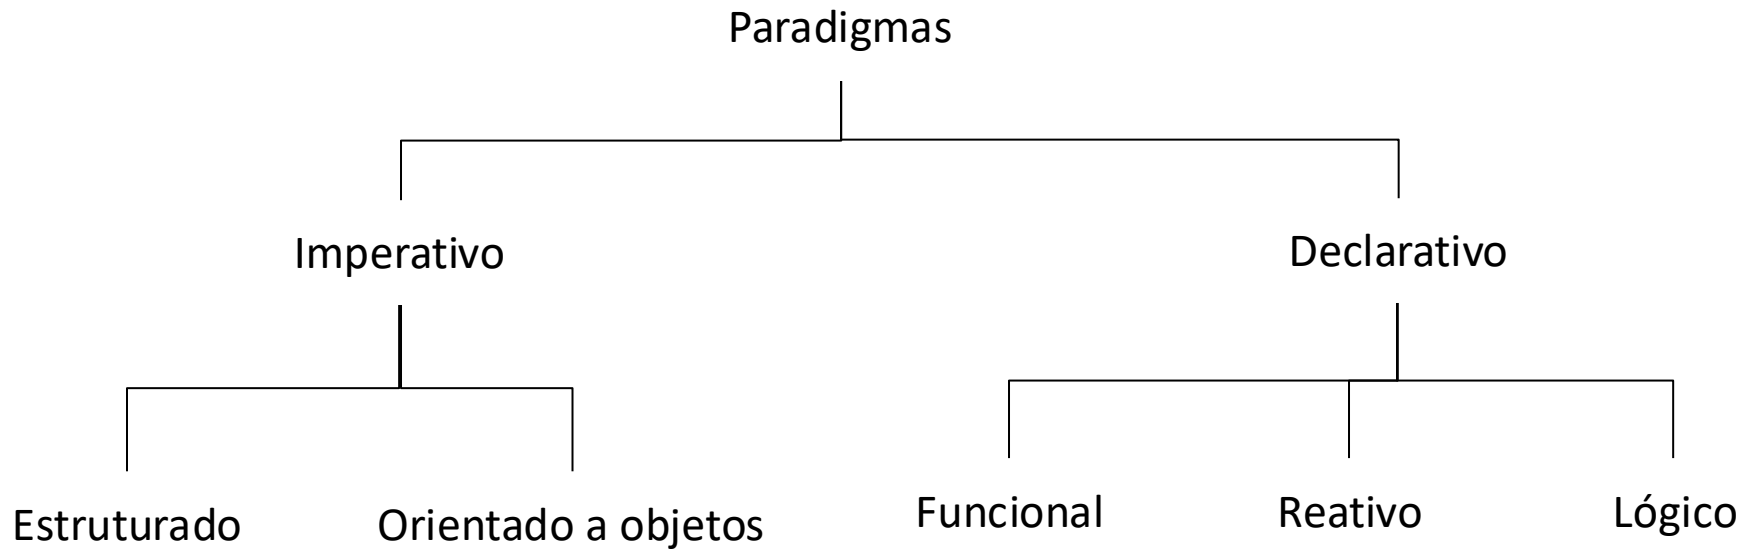 Paradigmas
Imperativo
Declarativo
Estruturado
Orientado a objetos
Funcional
Reativo
Lógico